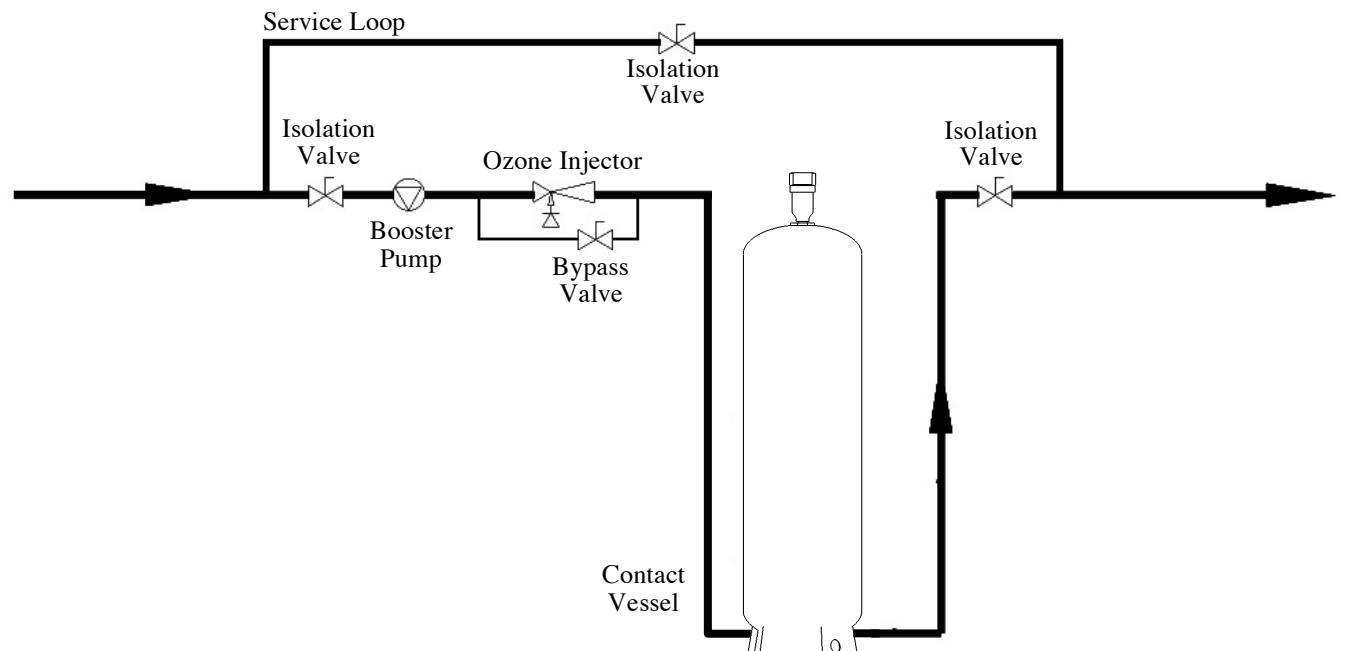 Service Loop
Isolation
Valve
Isolation
Valve
Ozone Injector
Isolation
Valve
Booster
Pump
Bypass
Valve
Contact
Vessel